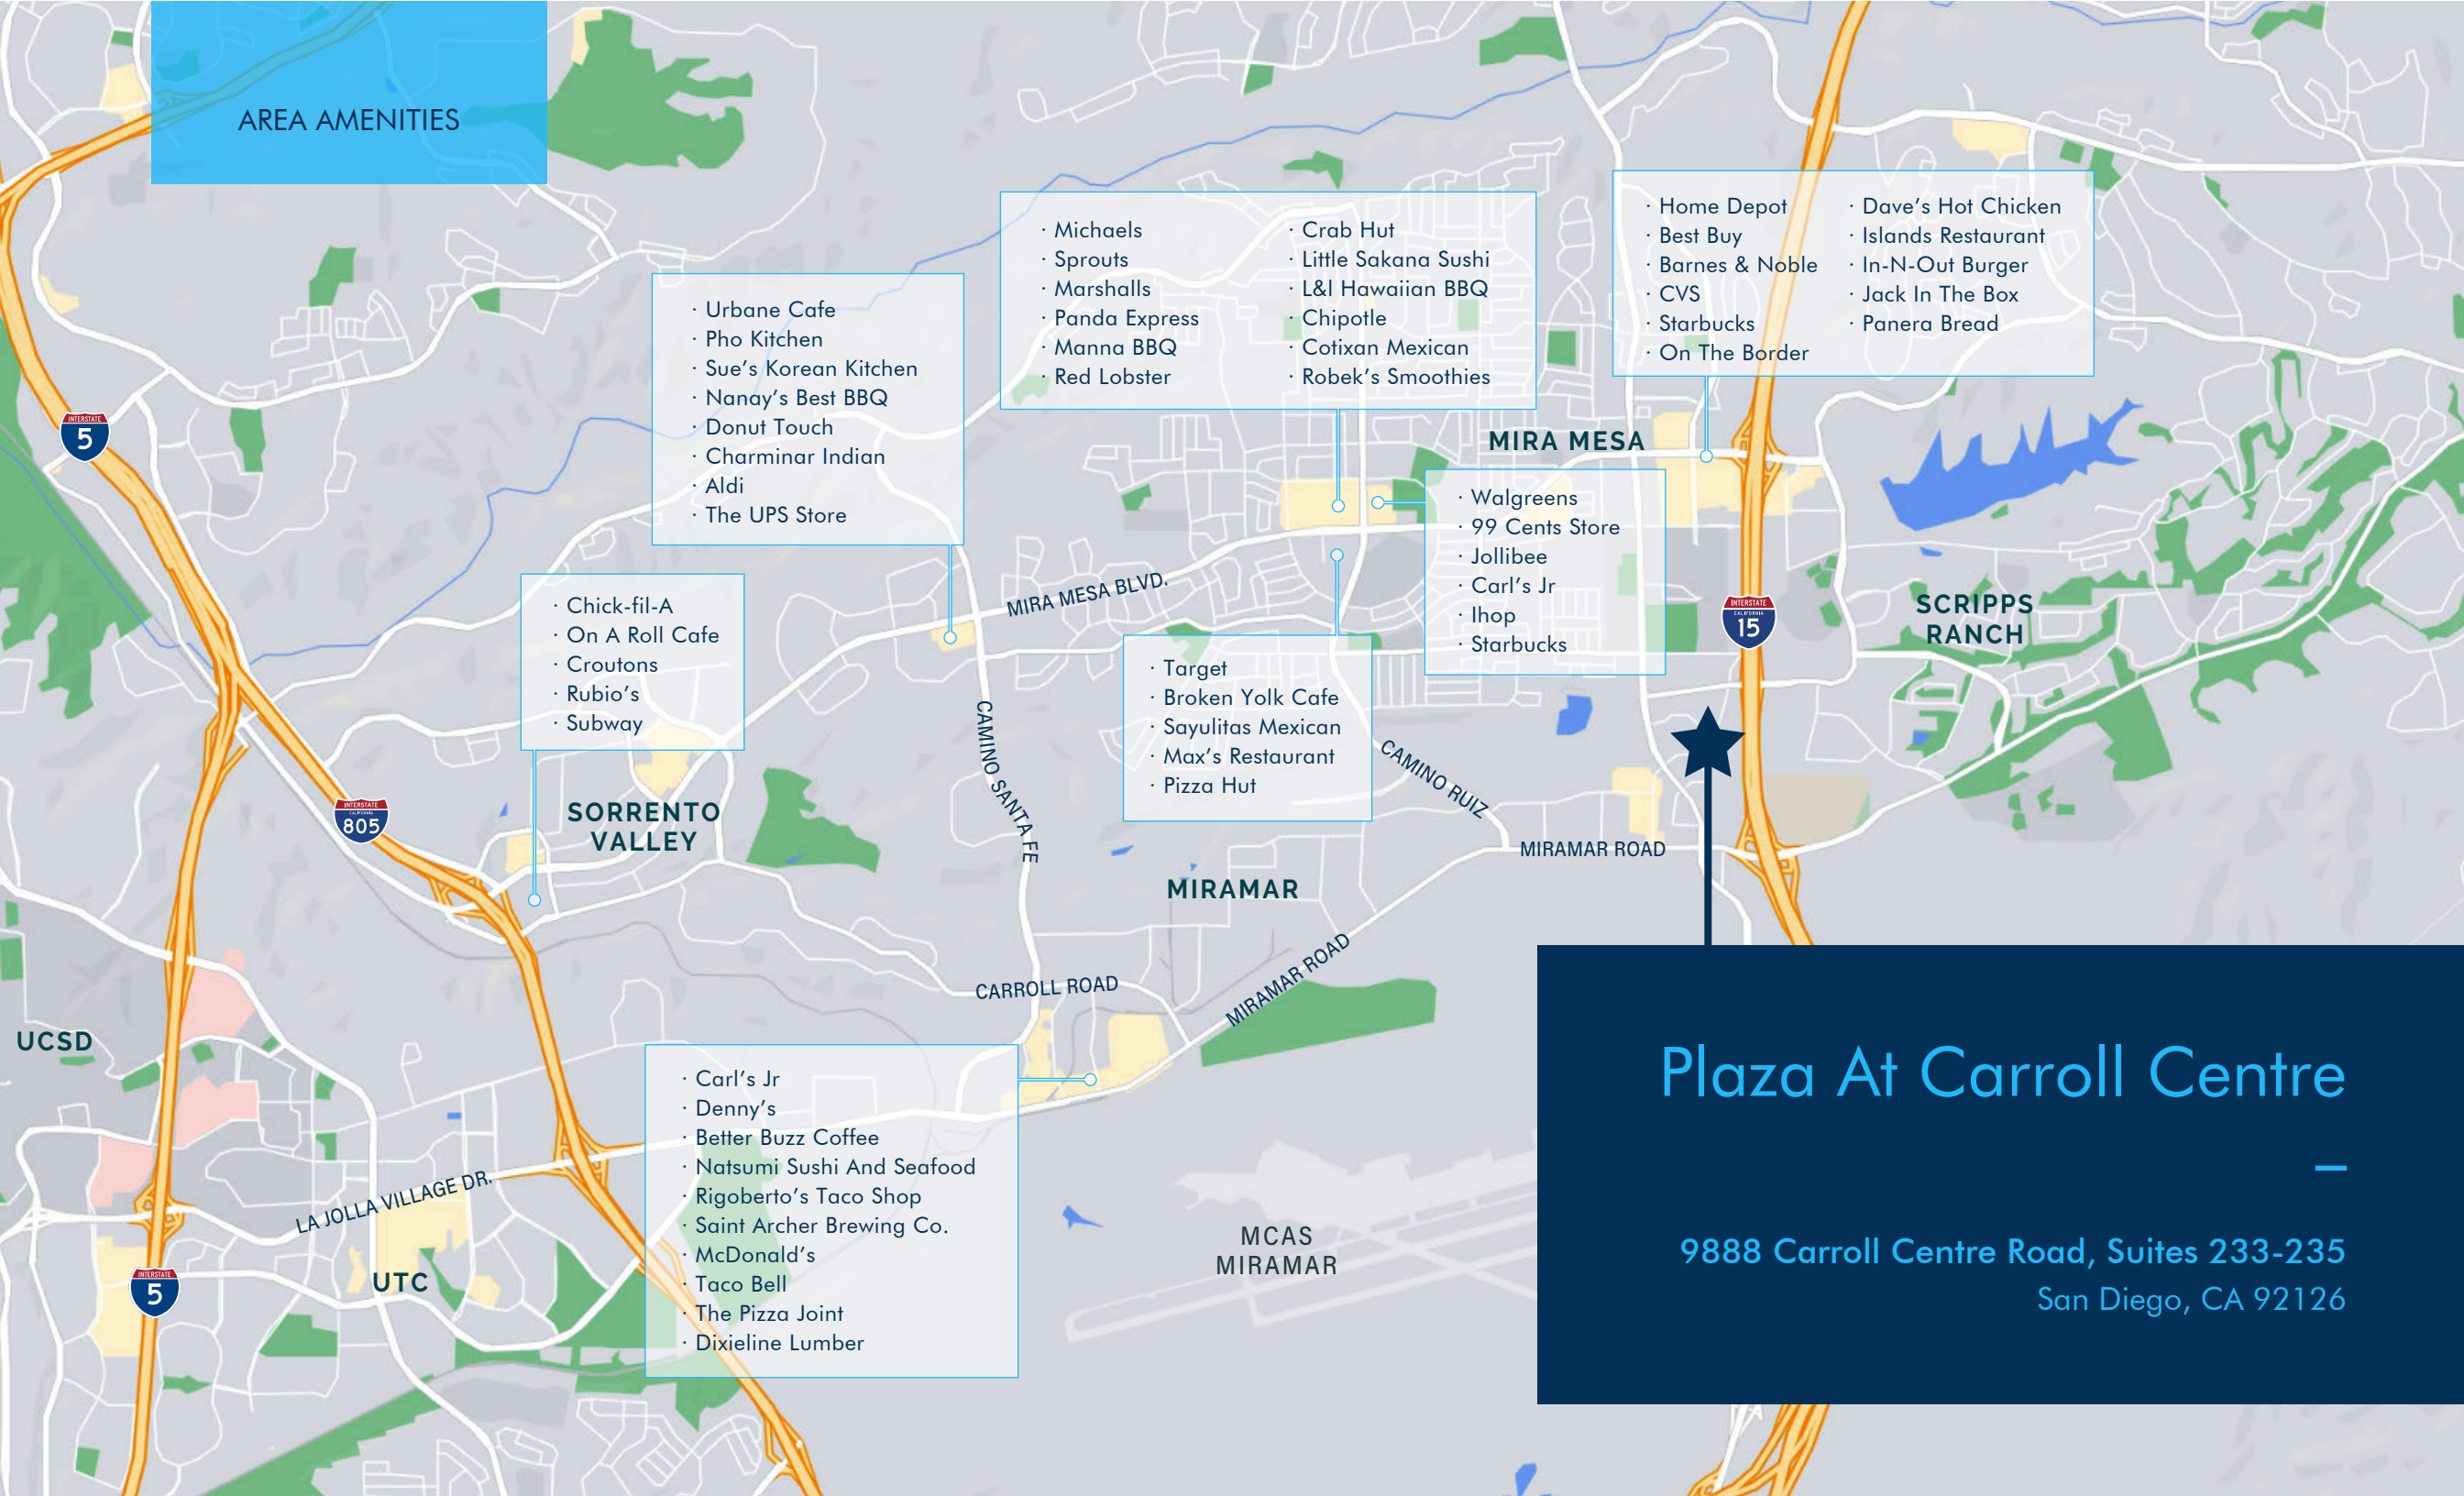 AREA AMENITIES
· Home Depot
· Best Buy
· Barnes & Noble
· CVS
· Starbucks
· On The Border
· Dave's Hot Chicken
· Islands Restaurant
· In-N-Out Burger
· Jack In The Box
· Panera Bread
· Michaels
· Sprouts
· Marshalls
· Panda Express
· Manna BBQ
· Red Lobster
· Crab Hut
· Little Sakana Sushi
· L&l Hawaiian BBQ
· Chipotle
· Cotixan Mexican
· Robek's Smoothies
· Urbane Cafe
· Pho Kitchen
· Sue's Korean Kitchen
· Nanay's Best BBQ
· Donut Touch
· Charminar Indian
· Aldi
· The UPS Store
INTERSTATE
5
MIRA MESA
· Walgreens
· 99 Cents Store
· Jollibee
· Carl's Jr
· Ihop
· Starbucks
MIRA MESA BLVD.
· Chick-fil-A
· On A Roll Cafe
· Croutons
· Rubio's
· Subway
INTERSTATE
CALIFORNIA
15
SCRIPPS
RANCH
· Target
· Broken Yolk Cafe
· Sayulitas Mexican
· Max's Restaurant
· Pizza Hut
CAMINO SANTA FE
CAMINO RUIZ
INTERSTATE
CALIFORNIA
805
SORRENTO
VALLEY
MIRAMAR ROAD
MIRAMAR
MIRAMAR ROAD
CARROLL ROAD
UCSD
· Carl's Jr
· Denny's
· Better Buzz Coffee
· Natsumi Sushi And Seafood
· Rigoberto's Taco Shop
· Saint Archer Brewing Co.
· McDonald's
· Taco Bell
· The Pizza Joint
· Dixieline Lumber
LA JOLLA VILLAGE DR.
UTC
INTERSTATE
5
MCAS
MIRAMAR
Plaza At Carroll Centre
–
9888 Carroll Centre Road, Suites 233-235
San Diego, CA 92126